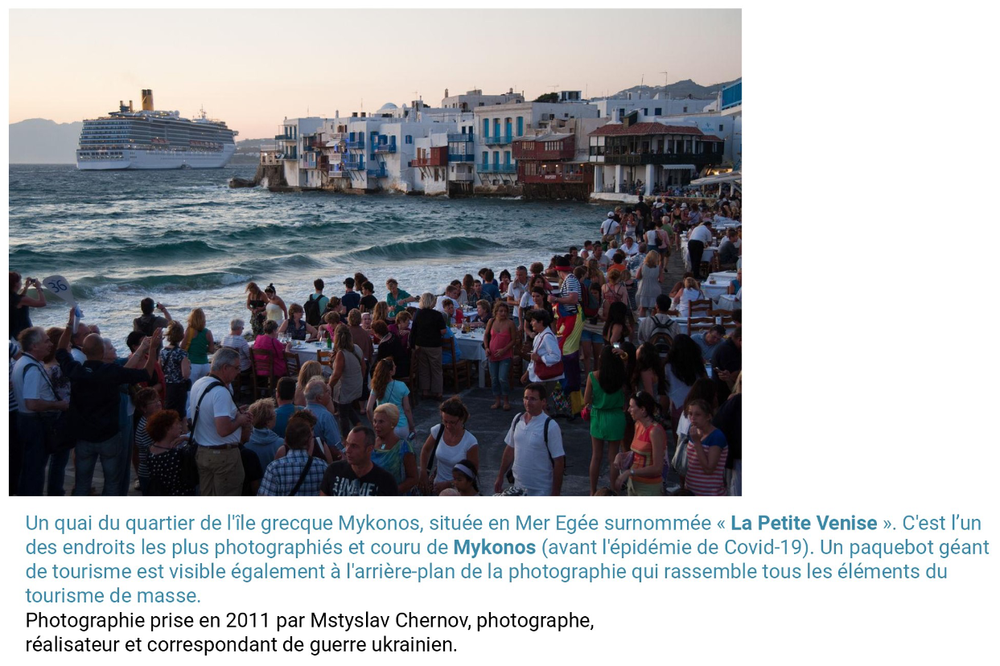 36
Un quai du quartier de l'île grecque Mykonos, située en Mer Egée surnommée « La Petite Venise ». C'est l’un
des endroits les plus photographiés et couru de Mykonos (avant l'épidémie de Covid-19). Un paquebot géant
de tourisme est visible également à l'arrière-plan de la photographie qui rassemble tous les éléments du
tourisme de masse.
Photographie prise en 2011 par Mstyslav Chernov, photographe,
réalisateur et correspondant de guerre ukrainien.